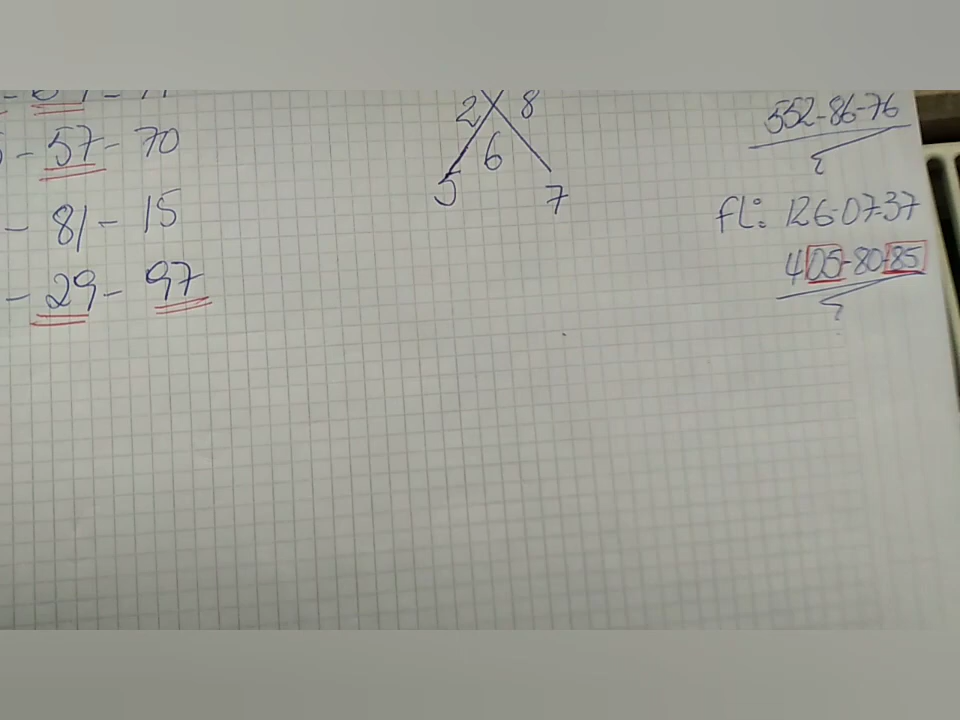 - 57 - 70
- 81 - 15
- 29 - 97
2 8
6
5 7
552-86-76
FL: 126-07-37
405-80-85